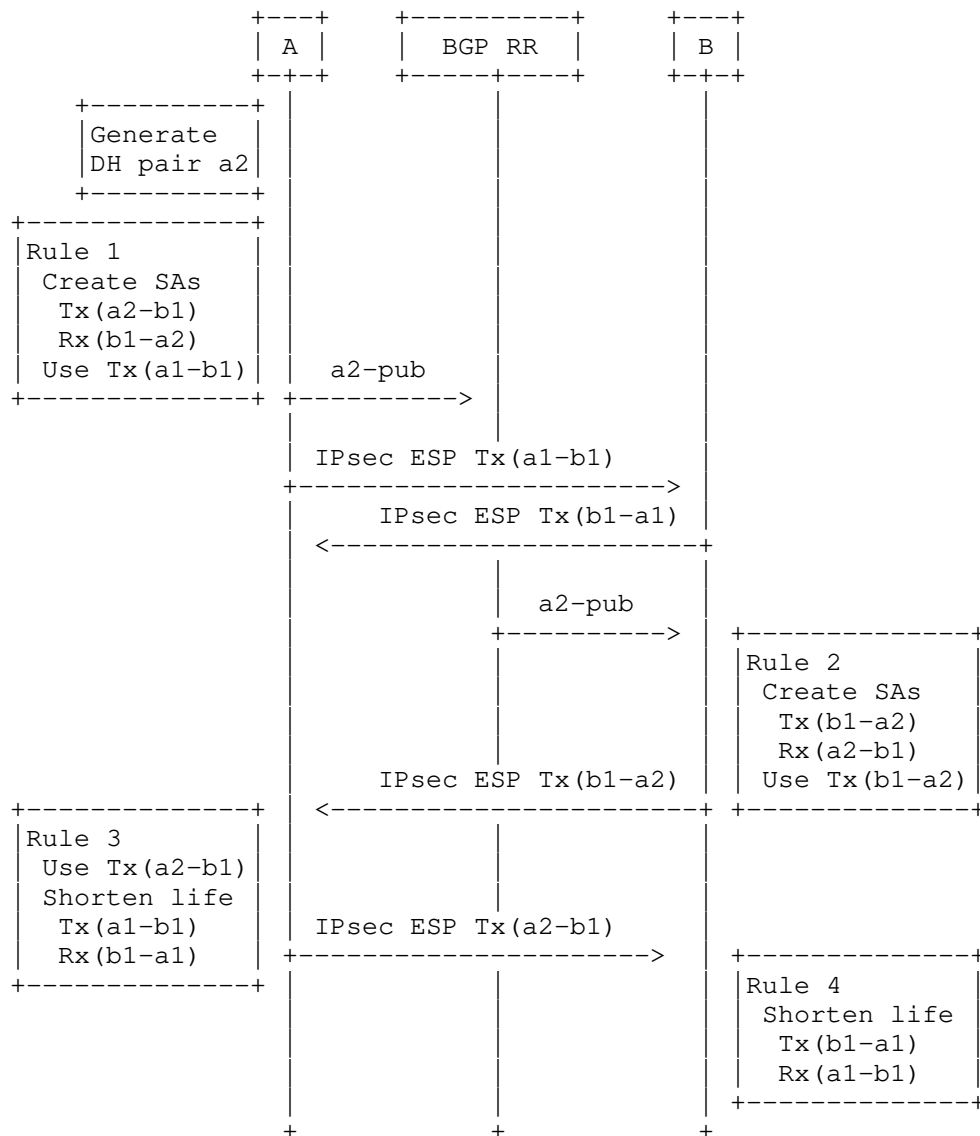 A BGP RR B
Generate
DH pair a2
Rule 1
Create SAs
Tx(a2-b1)
Rx(b1-a2)
Use Tx(a1-b1)
a2-pub
IPsec ESP Tx(a1-b1)
IPsec ESP Tx(b1-a1)
a2-pub
Rule 2
Create SAs
Tx(b1-a2)
Rx(a2-b1)
Use Tx(b1-a2)
IPsec ESP Tx(b1-a2)
Rule 3
Use Tx(a2-b1)
Shorten life
Tx(a1-b1)
Rx(b1-a1)
IPsec ESP Tx(a2-b1)
Rule 4
Shorten life
Tx(b1-a1)
Rx(a1-b1)